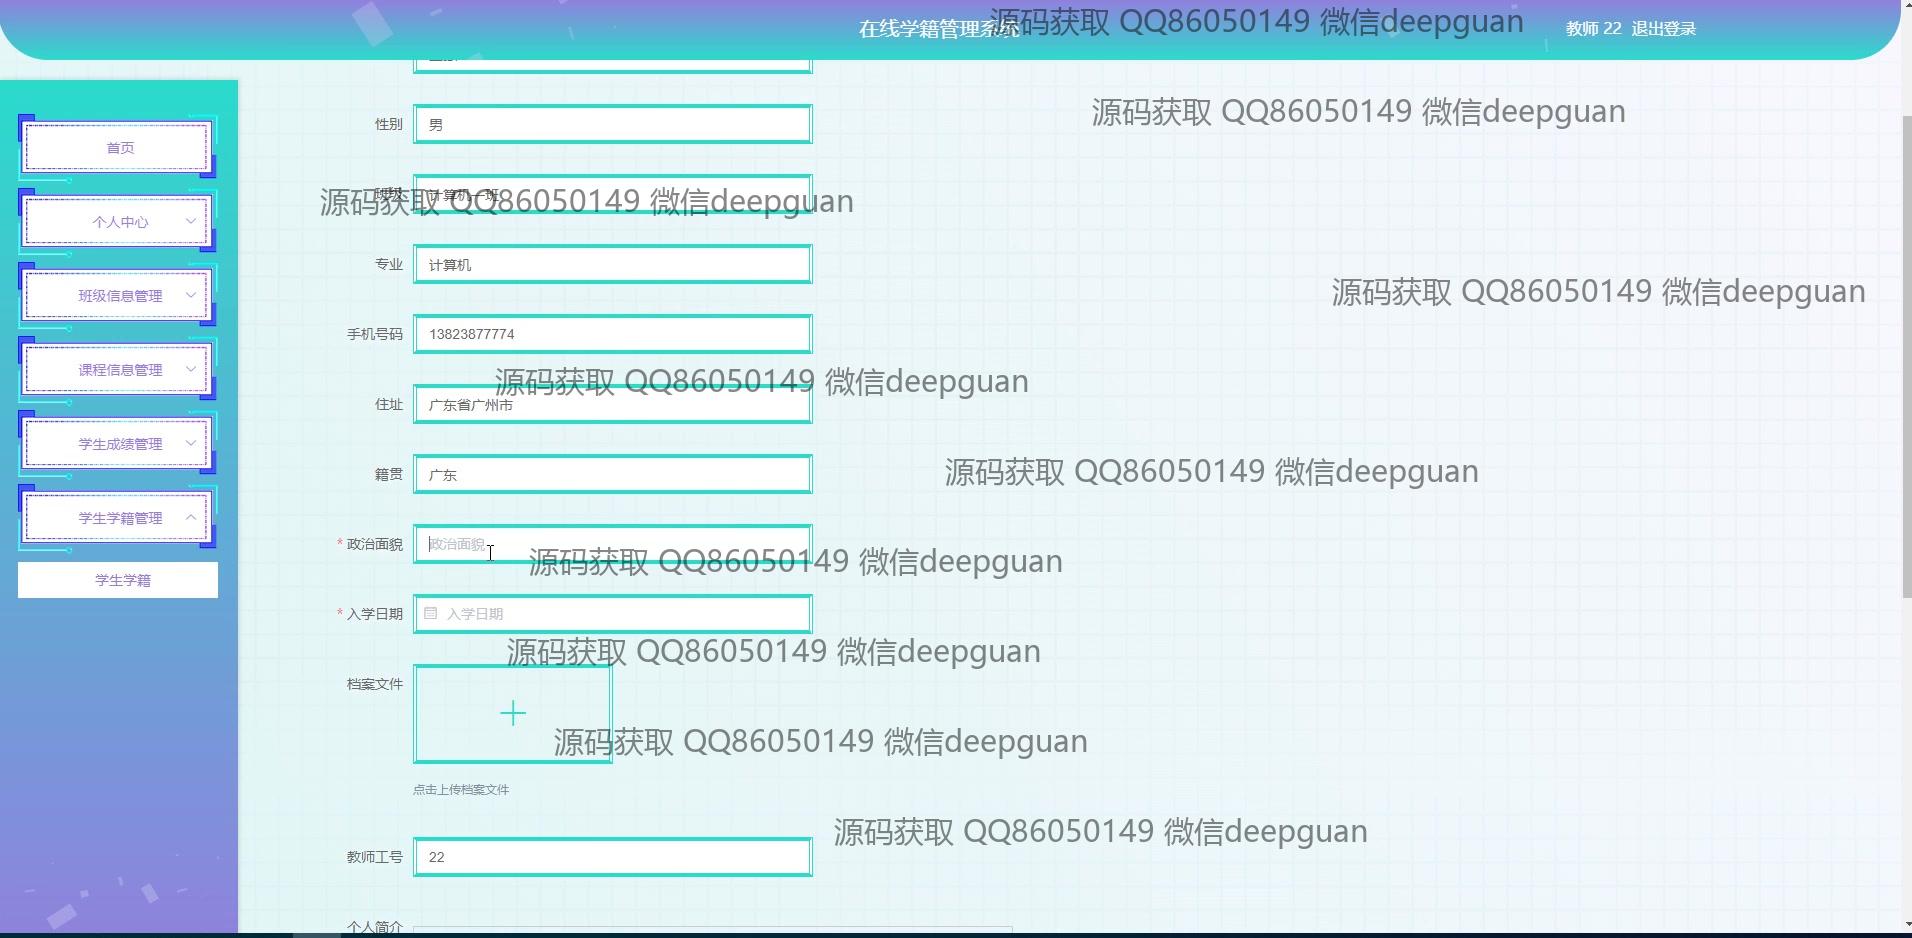 在线学籍管理系统
源码获取 QQ86050149 微信deepguan
教师 22 退出登录
源码获取 QQ86050149 微信deepguan
首页
性别 男
班级 计算机一班
源码获取 QQ86050149 微信deepguan
个人中心
专业 计算机
源码获取 QQ86050149 微信deepguan
班级信息管理
手机号码 13823877774
课程信息管理
源码获取 QQ86050149 微信deepguan
住址 广东省广州市
学生成绩管理
籍贯 广东
源码获取 QQ86050149 微信deepguan
学生学籍管理
* 政治面貌 政治面貌
源码获取 QQ86050149 微信deepguan
学生学籍
* 入学日期 入学日期
源码获取 QQ86050149 微信deepguan
档案文件
源码获取 QQ86050149 微信deepguan
点击上传档案文件
源码获取 QQ86050149 微信deepguan
教师工号 22
个人简介